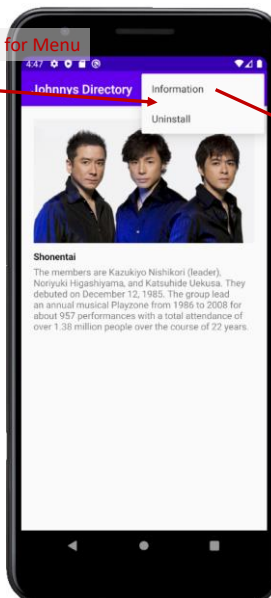 for Menu
4:47
Johnnys Directory
Information
Uninstall
Shonentai
The members are Kazukiyo Nishikori (leader),
Noriyuki Higashiyama, and Katsuhide Uekusa. They
debuted on December 12, 1985. The group lead
an annual musical Playzone from 1986 to 2008 for
about 957 performances with a total attendance of
over 1.38 million people over the course of 22 years.